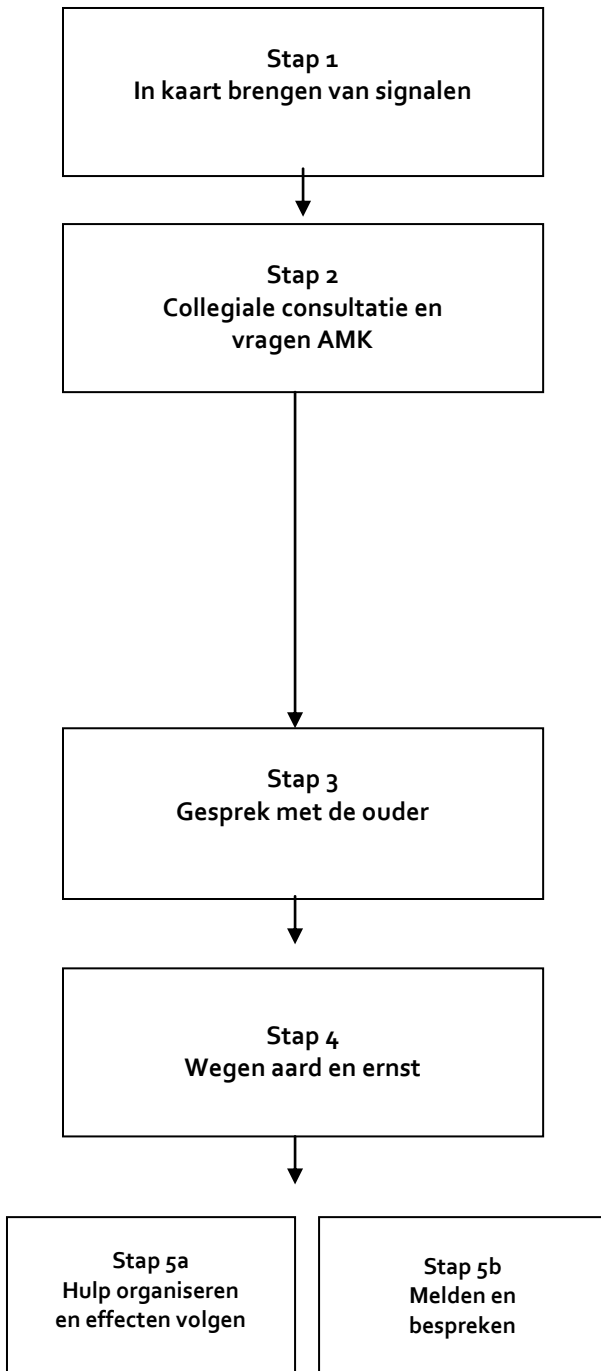 Stap 1
In kaart brengen van signalen
Stap 2
Collegiale consultatie en
vragen AMK
Stap 3
Gesprek met de ouder
Stap 4
Wegen aard en ernst
Stap 5a
Hulp organiseren
en effecten volgen
Stap 5b
Melden en
bespreken